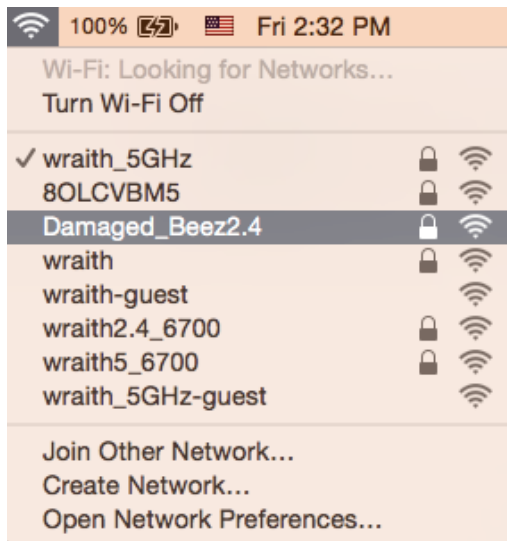 100% Fri 2:32 PM
Wi-Fi: Looking for Networks...
Turn Wi-Fi Off
wraith_5GHz
8OLCVBM5
Damaged_Beez2.4
wraith
wraith-guest
wraith2.4_6700
wraith5_6700
wraith_5GHz-guest
Join Other Network...
Create Network...
Open Network Preferences...